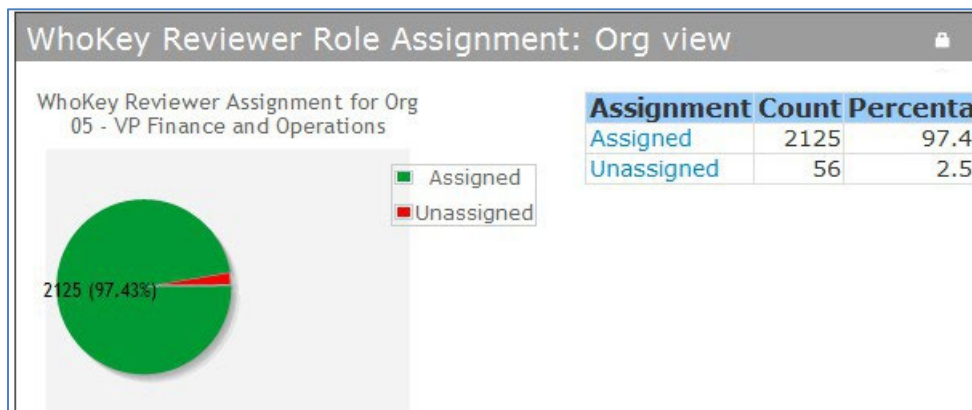 WhoKey Reviewer Role Assignment: Org view
WhoKey Reviewer Assignment for Org
05 - VP Finance and Operations
Assigned
Unassigned
2125 (97.43%)
Assignment Count Percenta
Assigned 2125 97.4
Unassigned 56 2.5